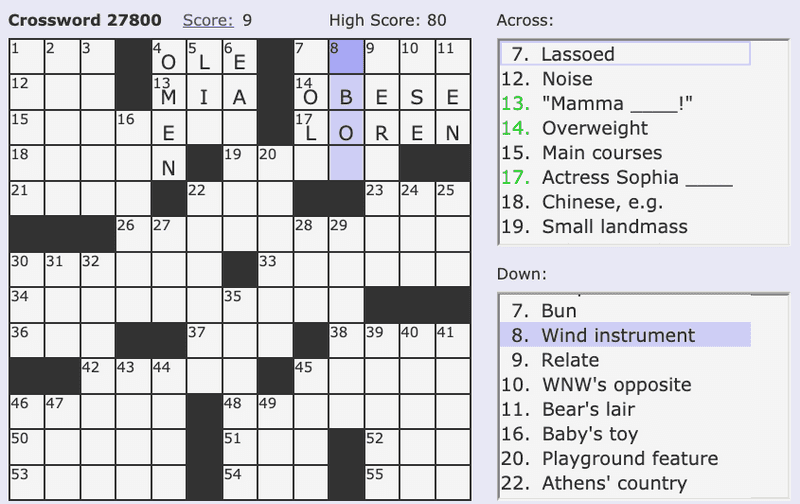 Crossword 27800 Score: 9 High Score: 80
1 2 3 4 5 6 7 8 9 10 11
O L E
12 13 14
M I A O B E S E
15 16 17
E L O R E N
18 19 20
N
21 22 23 24 25
26 27 28 29
30 31 32 33
34 35
36 37 38 39 40 41
42 43 44 45
46 47 48 49
50 51 52
53 54 55
Across:
7. Lassoed
12. Noise
13. "Mamma ____!"
14. Overweight
15. Main courses
17. Actress Sophia ____
18. Chinese, e.g.
19. Small landmass
Down:
7. Bun
8. Wind instrument
9. Relate
10. WNW's opposite
11. Bear's lair
16. Baby's toy
20. Playground feature
22. Athens' country